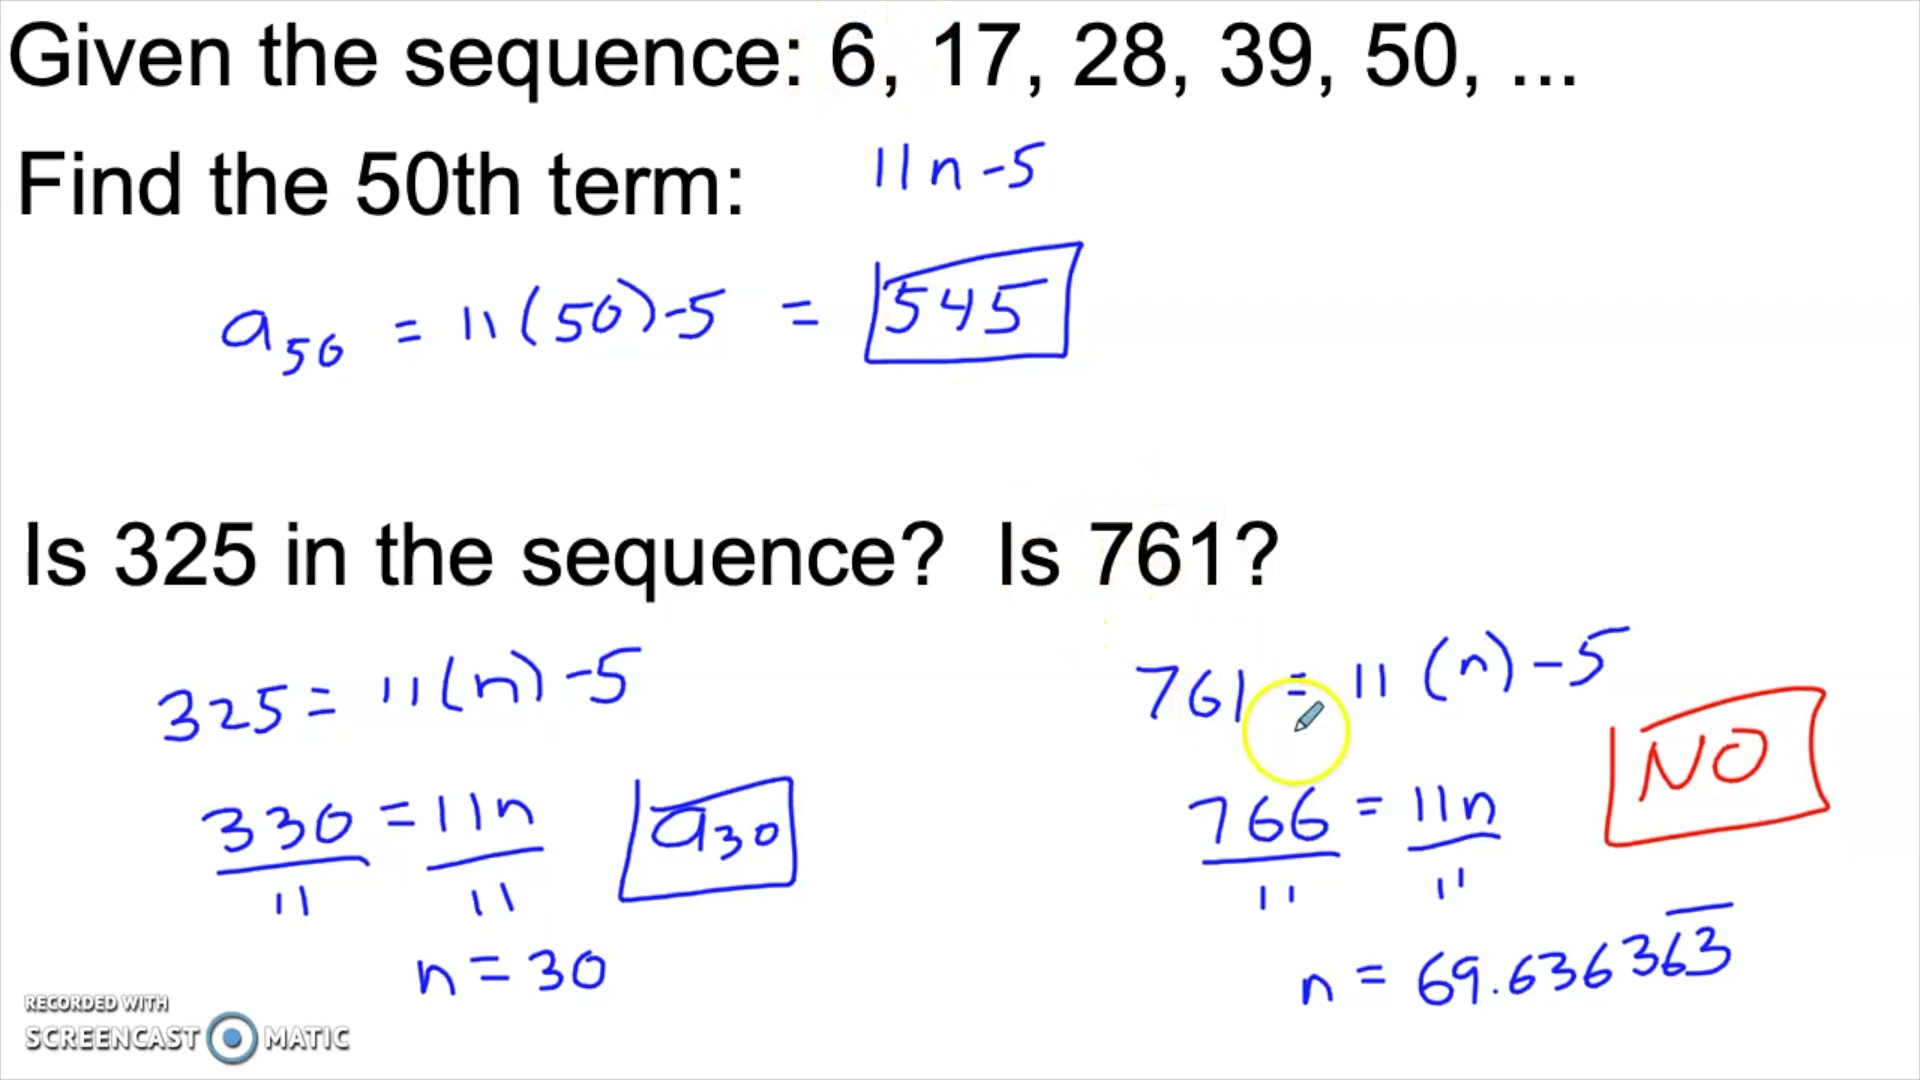 Given the sequence: 6, 17, 28, 39, 50, ...
Find the 50th term: 11n-5
a₅₀ = 11(50)-5 = 545
Is 325 in the sequence? Is 761?
325 = 11(n)-5
330 = 11n
11 11
a₃₀
n = 30
761 = 11(n)-5
NO
766 = 11n
11 11
n = 69.63636̅3̅
RECORDED WITH
SCREENCAST MATIC